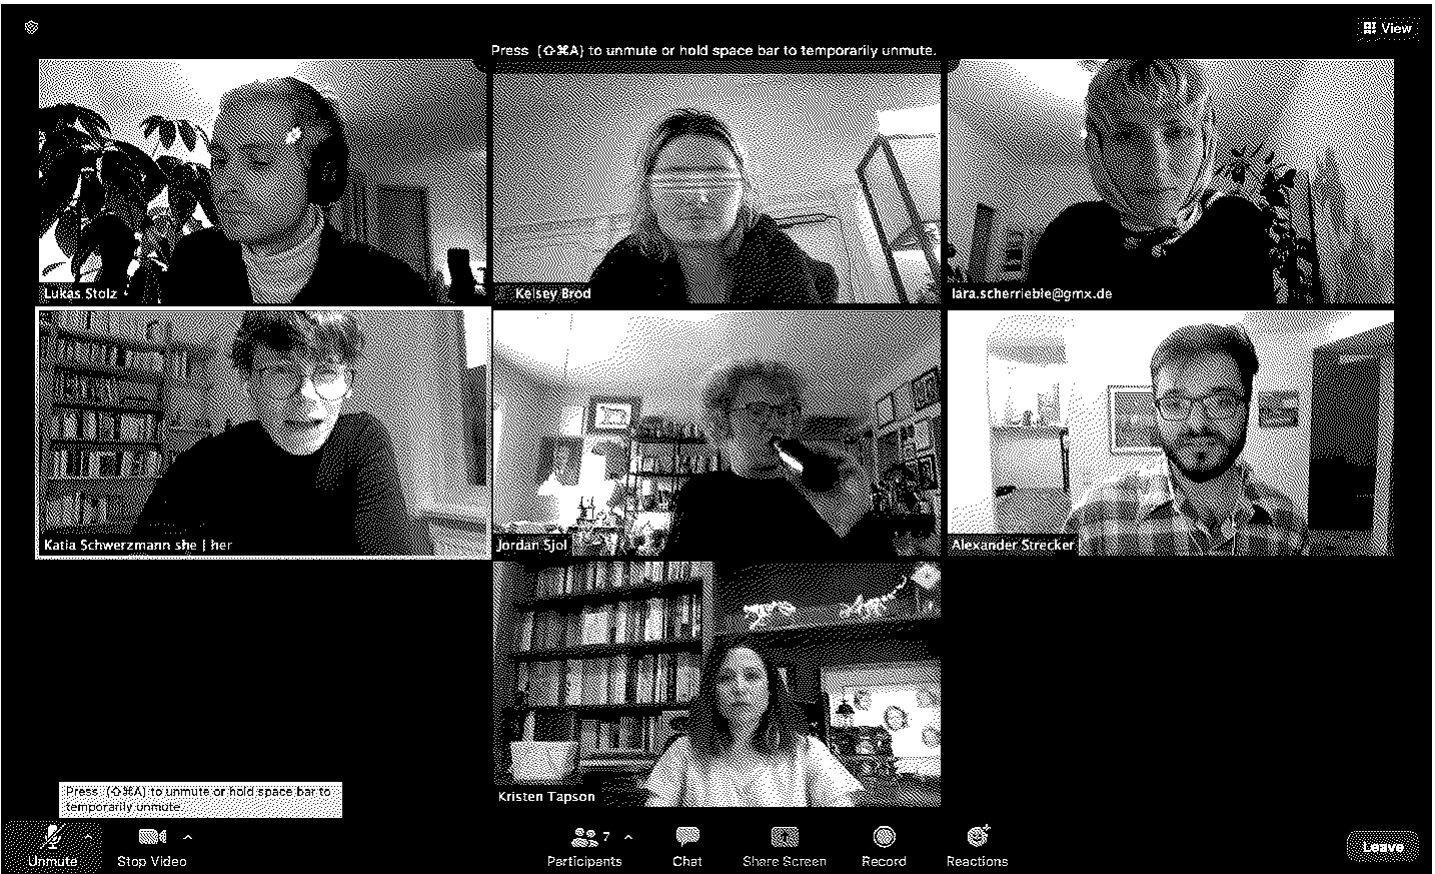 View
Press (⇧⌘A) to unmute or hold space bar to temporarily unmute.
Lukas Stolz
Kelsey Brod
lara.scherrieble@gmx.de
Katia Schwerzmann she | her
Jordan Sjol
Alexander Strecker
Kristen Tapson
Press (⇧⌘A) to unmute or hold space bar to
temporarily unmute.
Unmute
Stop Video
7
Participants
Chat
Share Screen
Record
Reactions
Leave